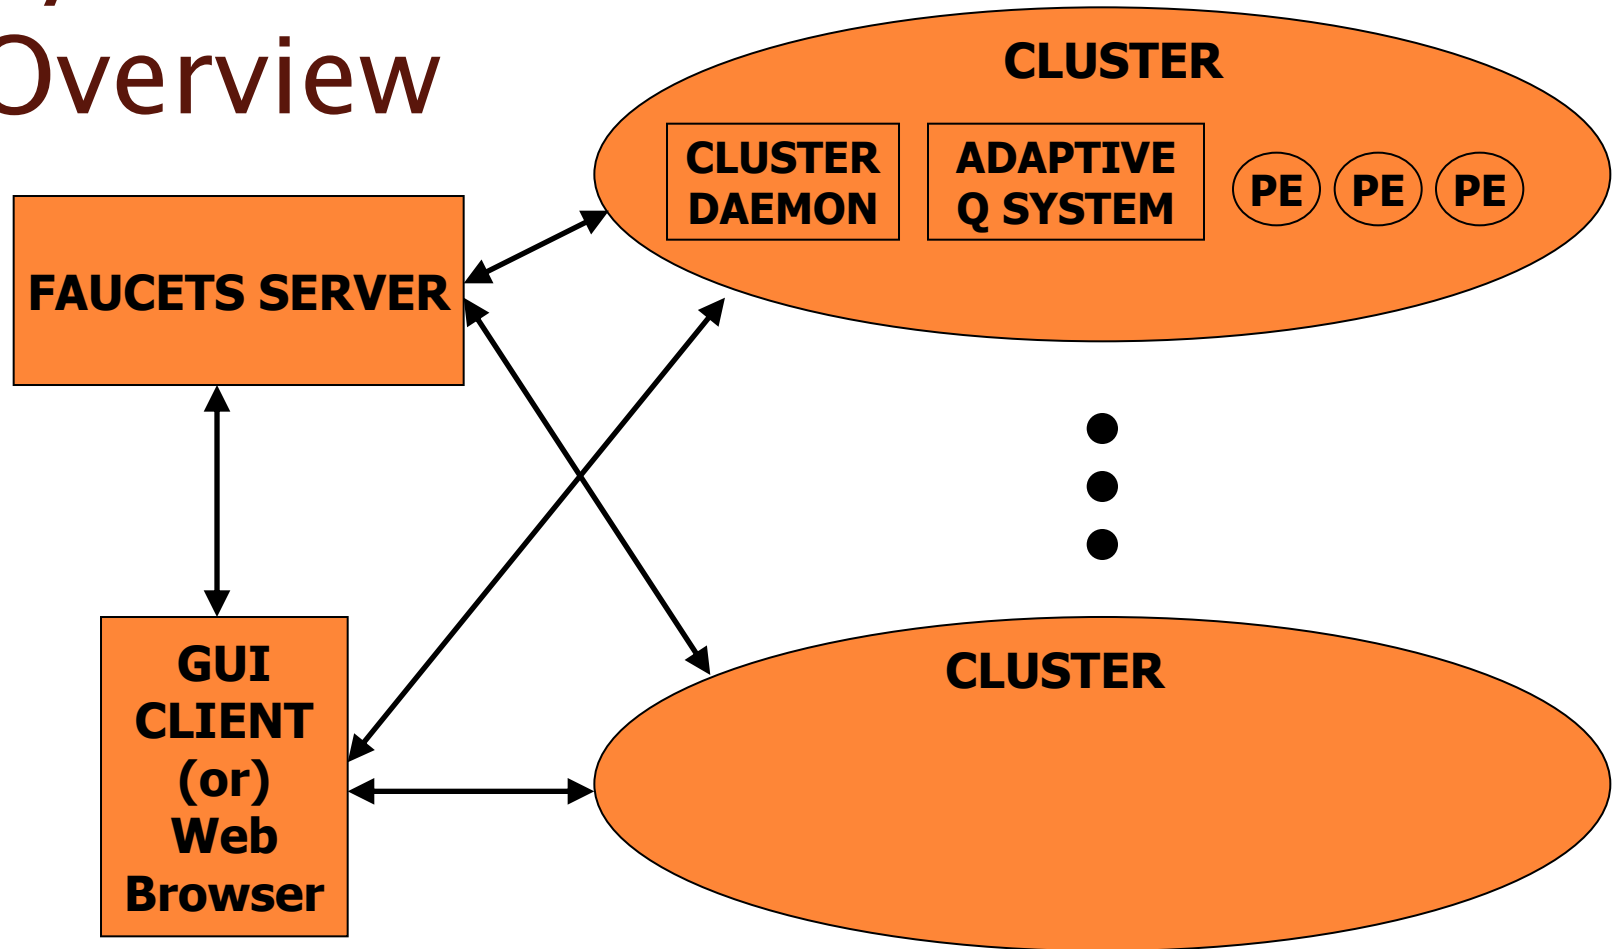 Overview
CLUSTER
CLUSTER
DAEMON
ADAPTIVE
Q SYSTEM
PE
PE
PE
FAUCETS SERVER
GUI
CLIENT
(or)
Web
Browser
CLUSTER